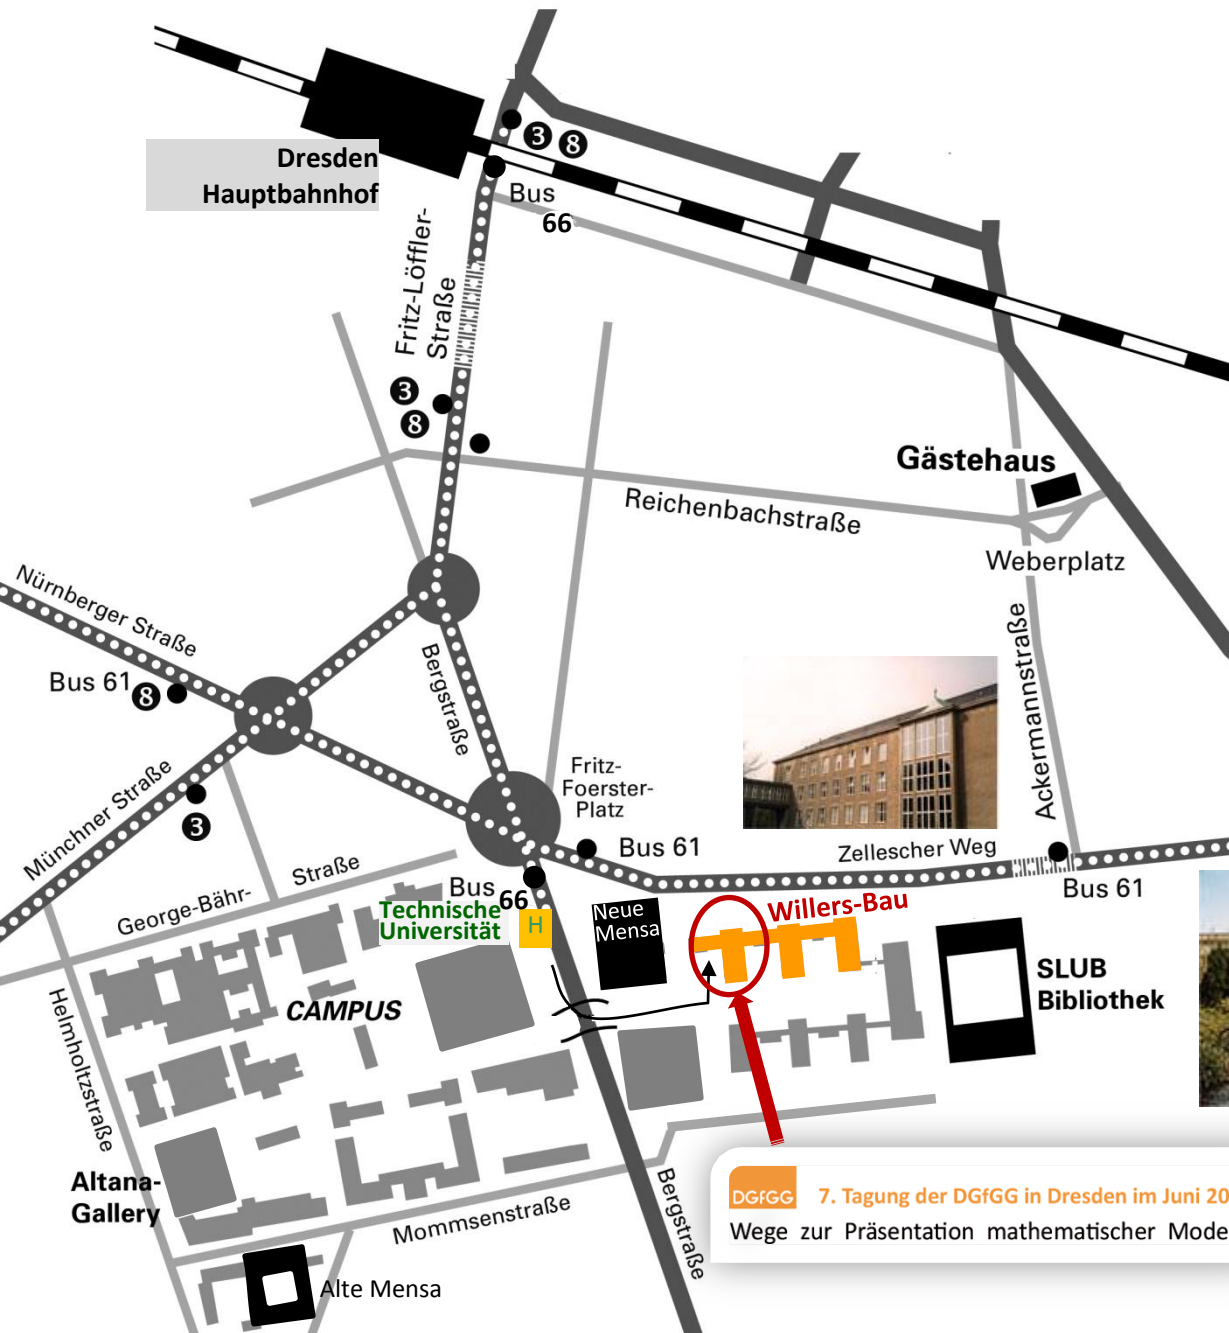 Dresden
Hauptbahnhof
3 8
Bus
66
Fritz-Löffler-
Straße
3
8
Gästehaus
Reichenbachstraße
Weberplatz
Nürnberger Straße
Bus 61 8
Bergstraße
Ackermannstraße
Fritz-
Foerster-
Platz
Münchner Straße
3
Bus 61
Zellescher Weg
Bus 61
George-Bähr-
Straße
Bus
66
Technische
Universität
H
Neue
Mensa
Willers-Bau
SLUB
Bibliothek
CAMPUS
Helmholtzstraße
Altana-
Gallery
Mommsenstraße
Bergstraße
Alte Mensa
DGfGG
7. Tagung der DGfGG in Dresden im Juni 20
Wege zur Präsentation mathematischer Mode